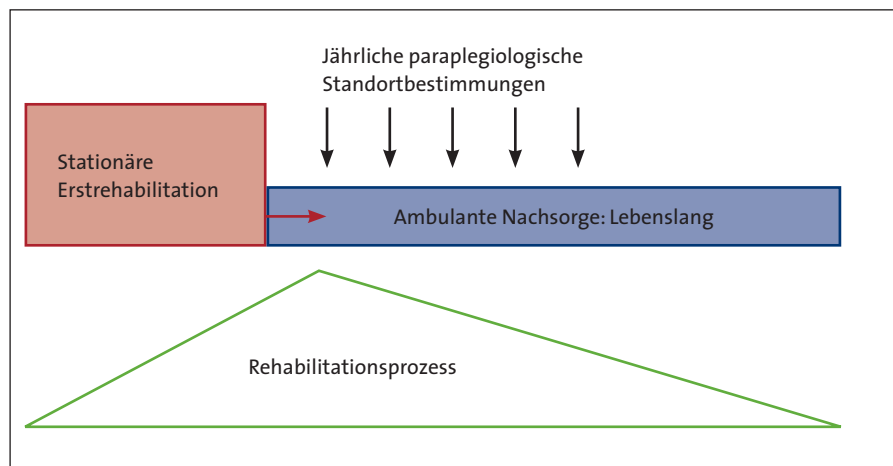 Jährliche paraplegiologische
Standortbestimmungen
Stationäre
Erstrehabilitation
Ambulante Nachsorge: Lebenslang
Rehabilitationsprozess